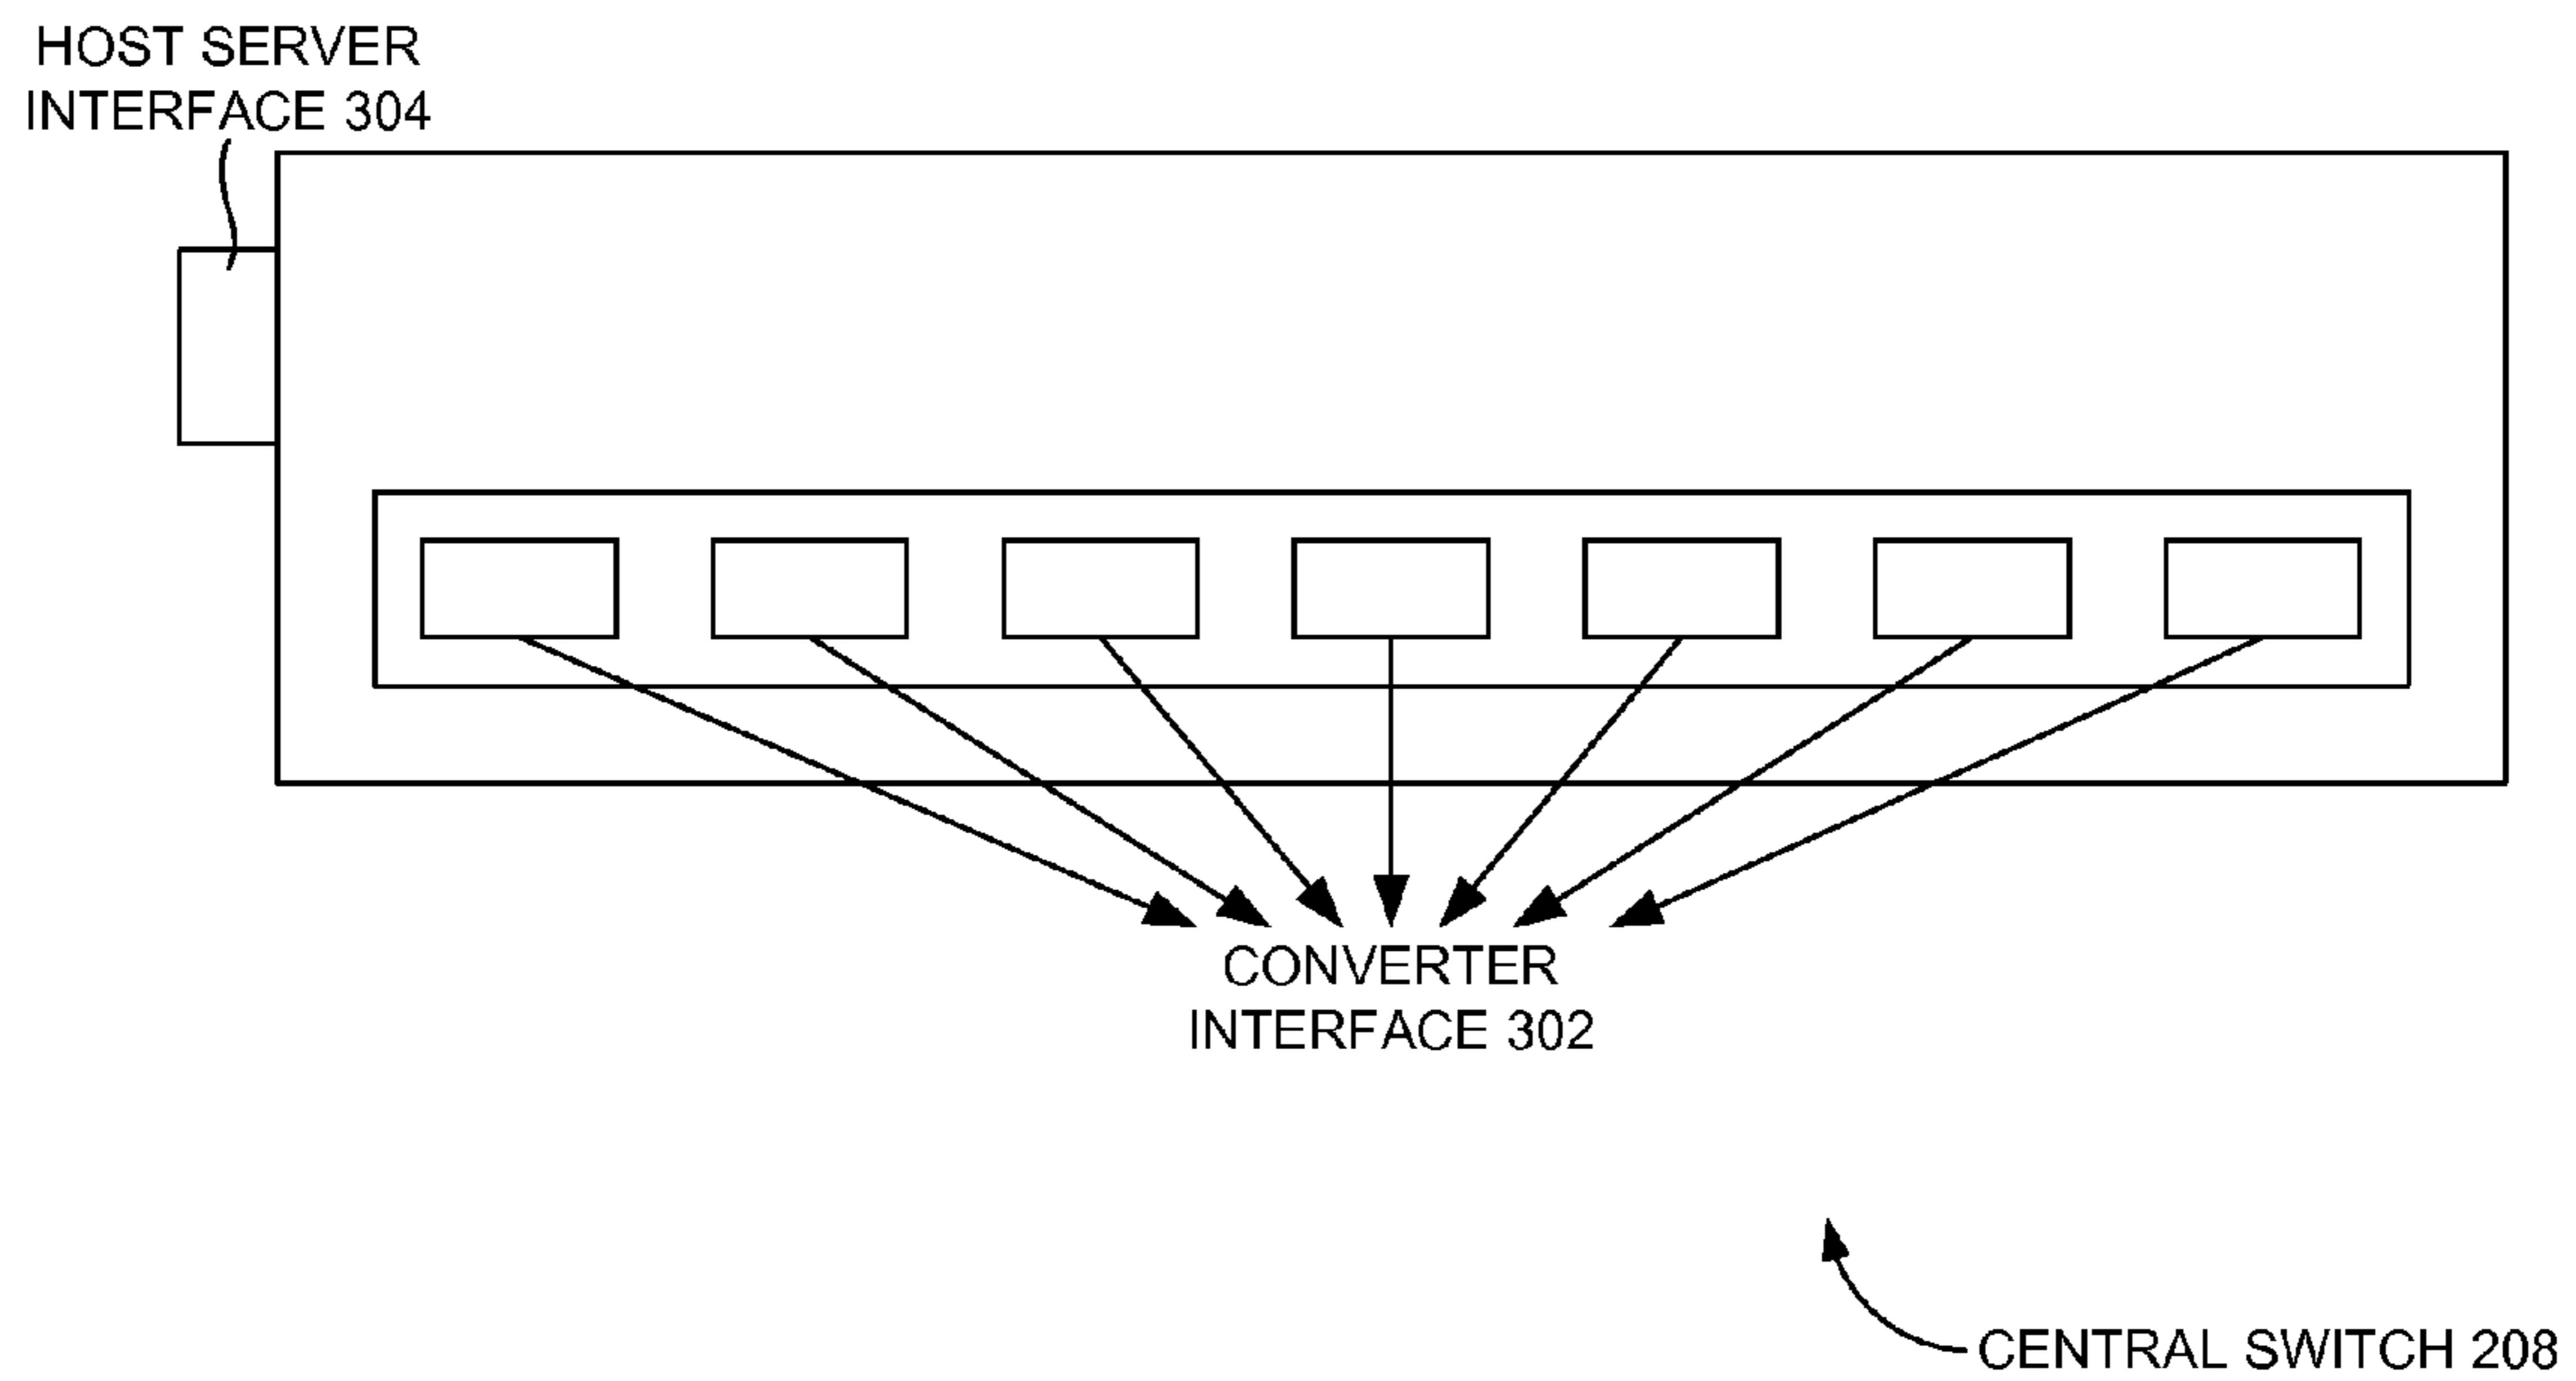 HOST SERVER
INTERFACE 304
CONVERTER
INTERFACE 302
CENTRAL SWITCH 208